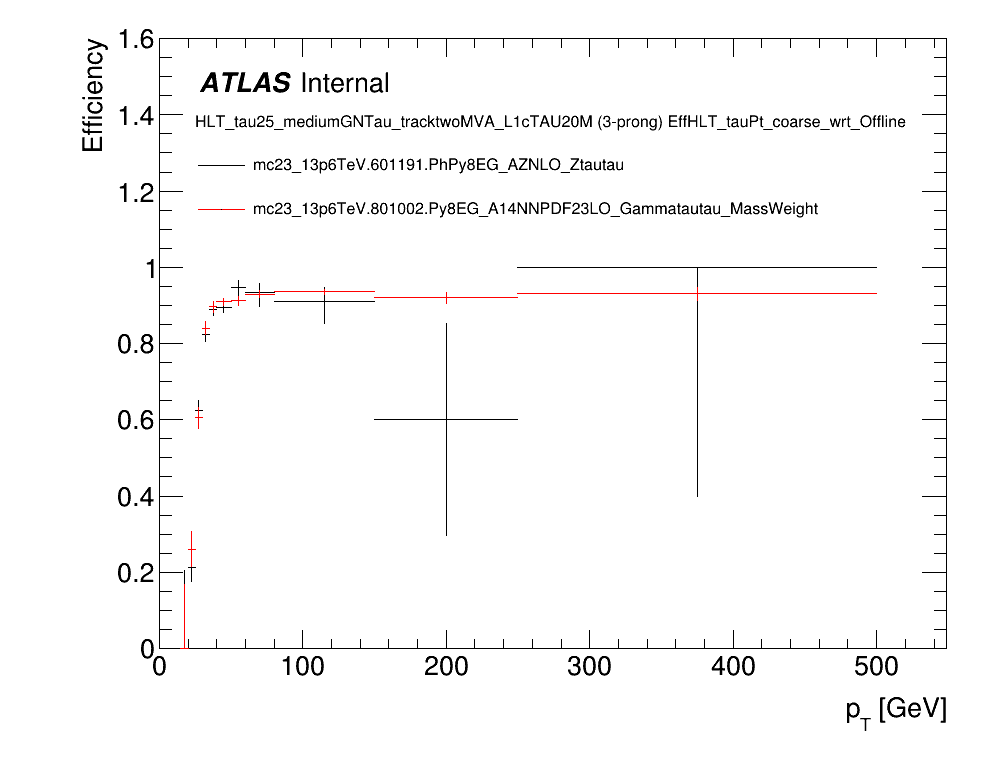 Efficiency
1.6
1.4
1.2
1
0.8
0.6
0.4
0.2
0
ATLAS Internal
HLT_tau25_mediumGNTau_tracktwoMVA_L1cTAU20M (3-prong) EffHLT_tauPt_coarse_wrt_Offline
mc23_13p6TeV.601191.PhPy8EG_AZNLO_Ztautau
mc23_13p6TeV.801002.Py8EG_A14NNPDF23LO_Gammatautau_MassWeight
0 100 200 300 400 500
p_T [GeV]